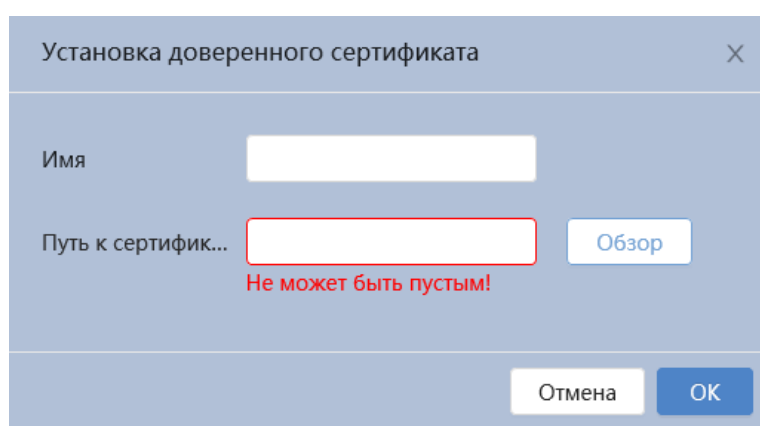 Установка доверенного сертификата
Имя
Путь к сертифик...
Обзор
Не может быть пустым!
Отмена
OK